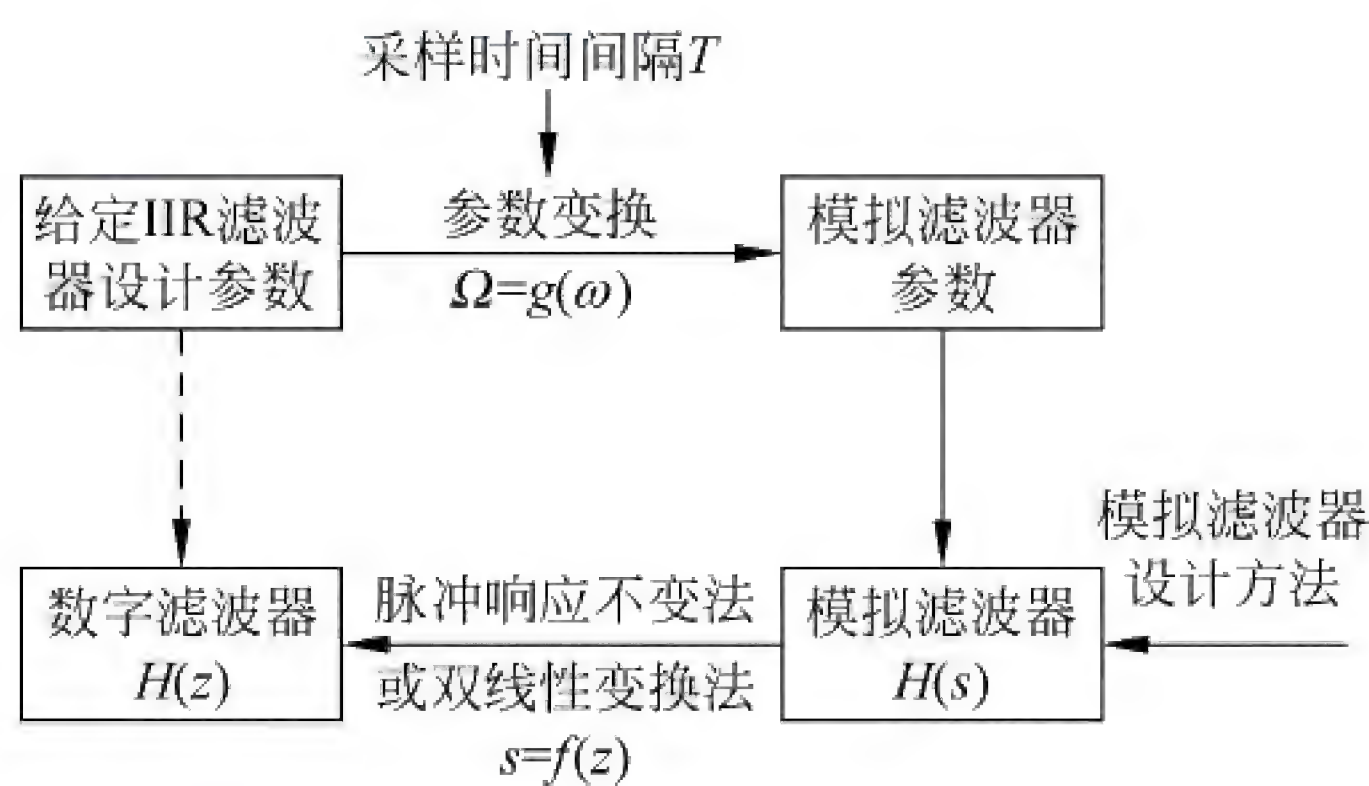 采样时间间隔T
给定IIR滤波
器设计参数
参数变换
Ω=g(ω)
模拟滤波器
参数
数字滤波器
H(z)
脉冲响应不变法
或双线性变换法
s=f(z)
模拟滤波器
H(s)
模拟滤波器
设计方法